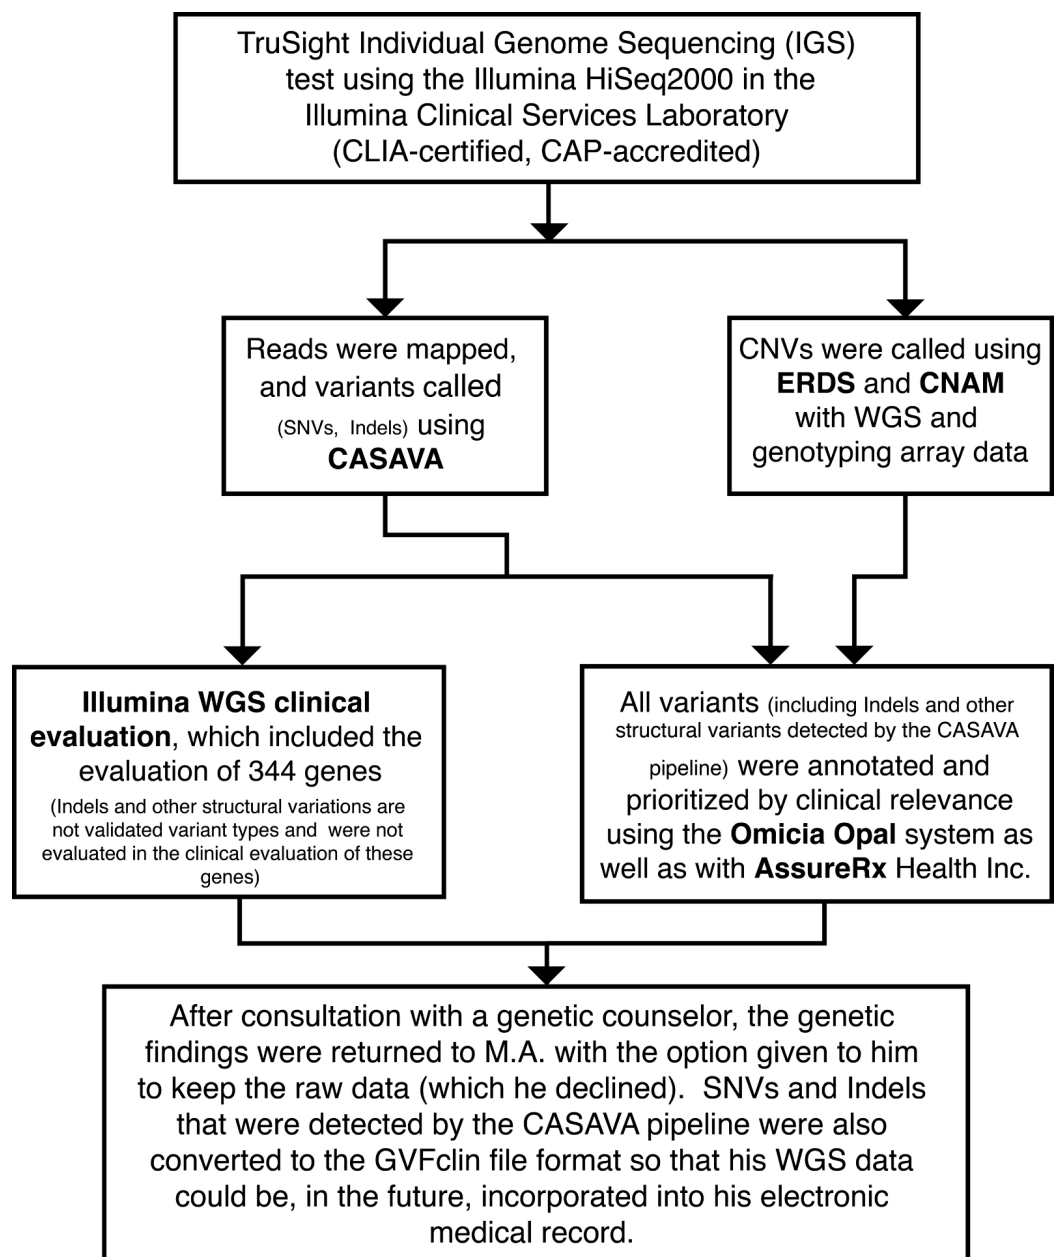 TruSight Individual Genome Sequencing (IGS)
test using the Illumina HiSeq2000 in the
Illumina Clinical Services Laboratory
(CLIA-certified, CAP-accredited)
Reads were mapped,
and variants called
(SNVs, Indels) using
CASAVA
CNVs were called using
ERDS and CNAM
with WGS and
genotyping array data
Illumina WGS clinical
evaluation, which included the
evaluation of 344 genes
(Indels and other structural variations are
not validated variant types and were not
evaluated in the clinical evaluation of these
genes)
All variants (including Indels and other
structural variants detected by the CASAVA
pipeline) were annotated and
prioritized by clinical relevance
using the Omicia Opal system as
well as with AssureRx Health Inc.
After consultation with a genetic counselor, the genetic
findings were returned to M.A. with the option given to him
to keep the raw data (which he declined). SNVs and Indels
that were detected by the CASAVA pipeline were also
converted to the GVFclin file format so that his WGS data
could be, in the future, incorporated into his electronic
medical record.